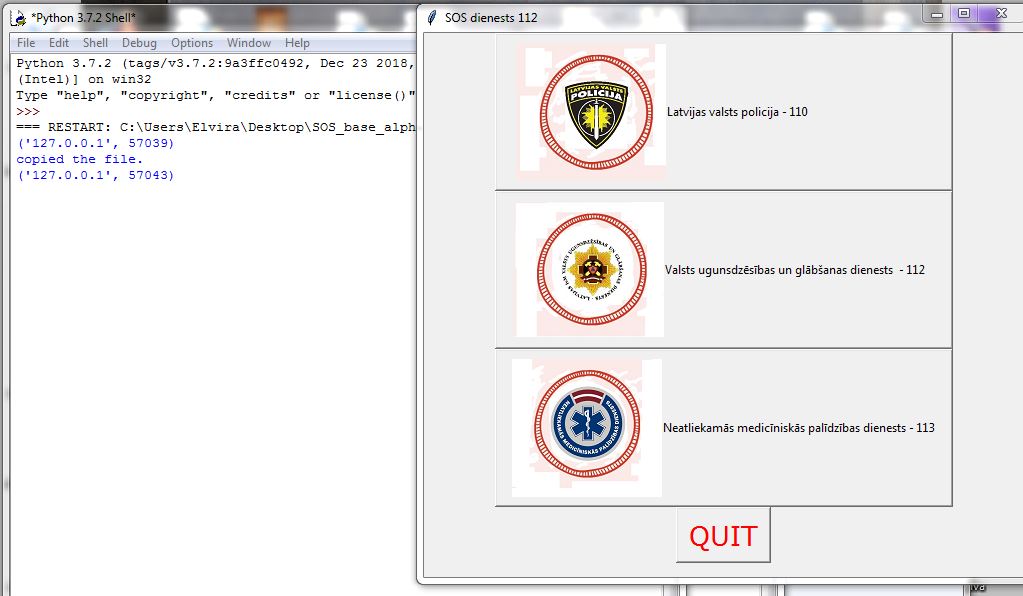 *Python 3.7.2 Shell*
File Edit Shell Debug Options Window Help
Python 3.7.2 (tags/v3.7.2:9a3ffc0492, Dec 23 2018,
(Intel)] on win32
Type "help", "copyright", "credits" or "license()"
>>>
=== RESTART: C:\Users\Elvira\Desktop\SOS_base_alph
('127.0.0.1', 57039)
copied the file.
('127.0.0.1', 57043)
SOS dienests 112
LATVIJAS VALSTS
POLICIJA
Latvijas valsts policija - 110
VALSTS UGUNSDZĒSĪBAS UN GLĀBŠANAS DIENESTS
Valsts ugunsdzēsības un glābšanas dienests - 112
NEATLIEKAMĀS MEDICĪNISKĀS PALĪDZĪBAS DIENESTS
Neatliekamās medicīniskās palīdzības dienests - 113
QUIT